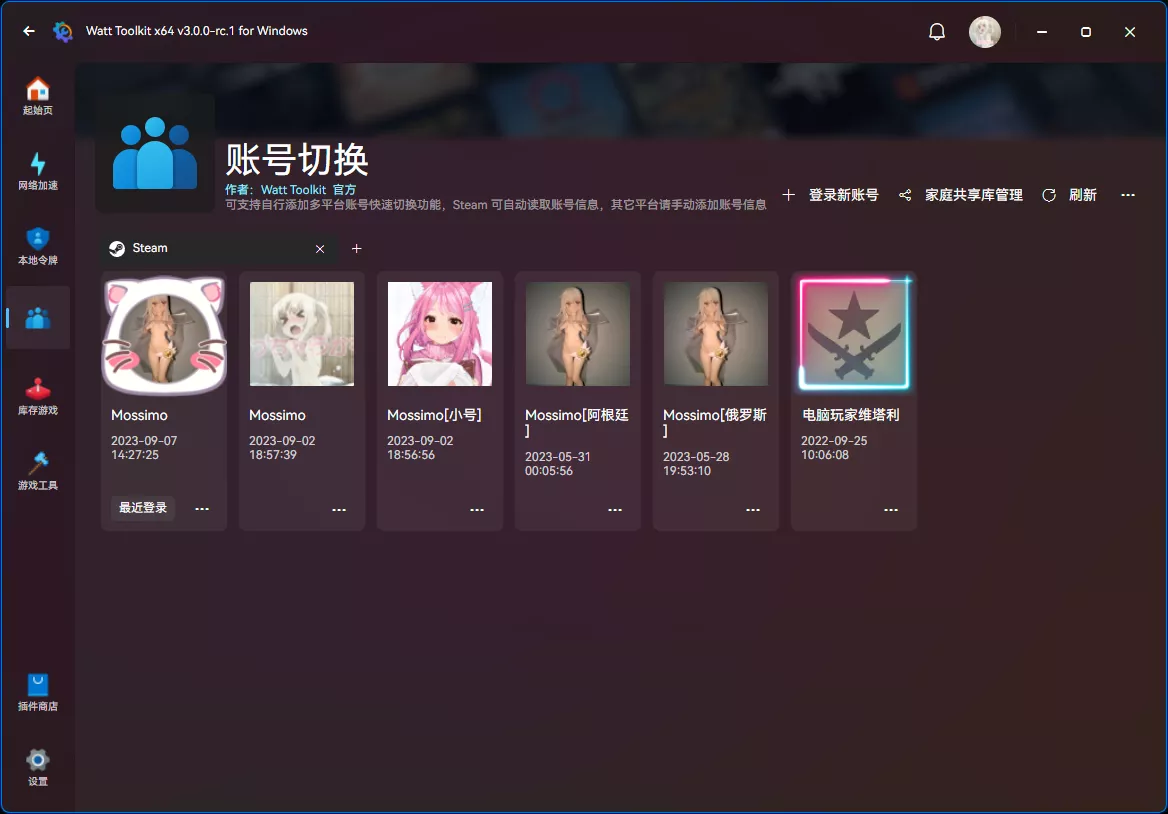 Watt Toolkit x64 v3.0.0-rc.1 for Windows
起始页
网络加速
本地令牌
库存游戏
游戏工具
插件商店
设置
账号切换
作者：Watt Toolkit 官方
可支持自行添加多平台账号快速切换功能，Steam 可自动读取账号信息，其它平台请手动添加账号信息
登录新账号
家庭共享库管理
刷新
Steam
Mossimo
2023-09-07
14:27:25
最近登录
Mossimo
2023-09-02
18:57:39
Mossimo[小号]
2023-09-02
18:56:56
Mossimo[阿根廷
]
2023-05-31
00:05:56
Mossimo[俄罗斯
]
2023-05-28
19:53:10
电脑玩家维塔利
2022-09-25
10:06:08